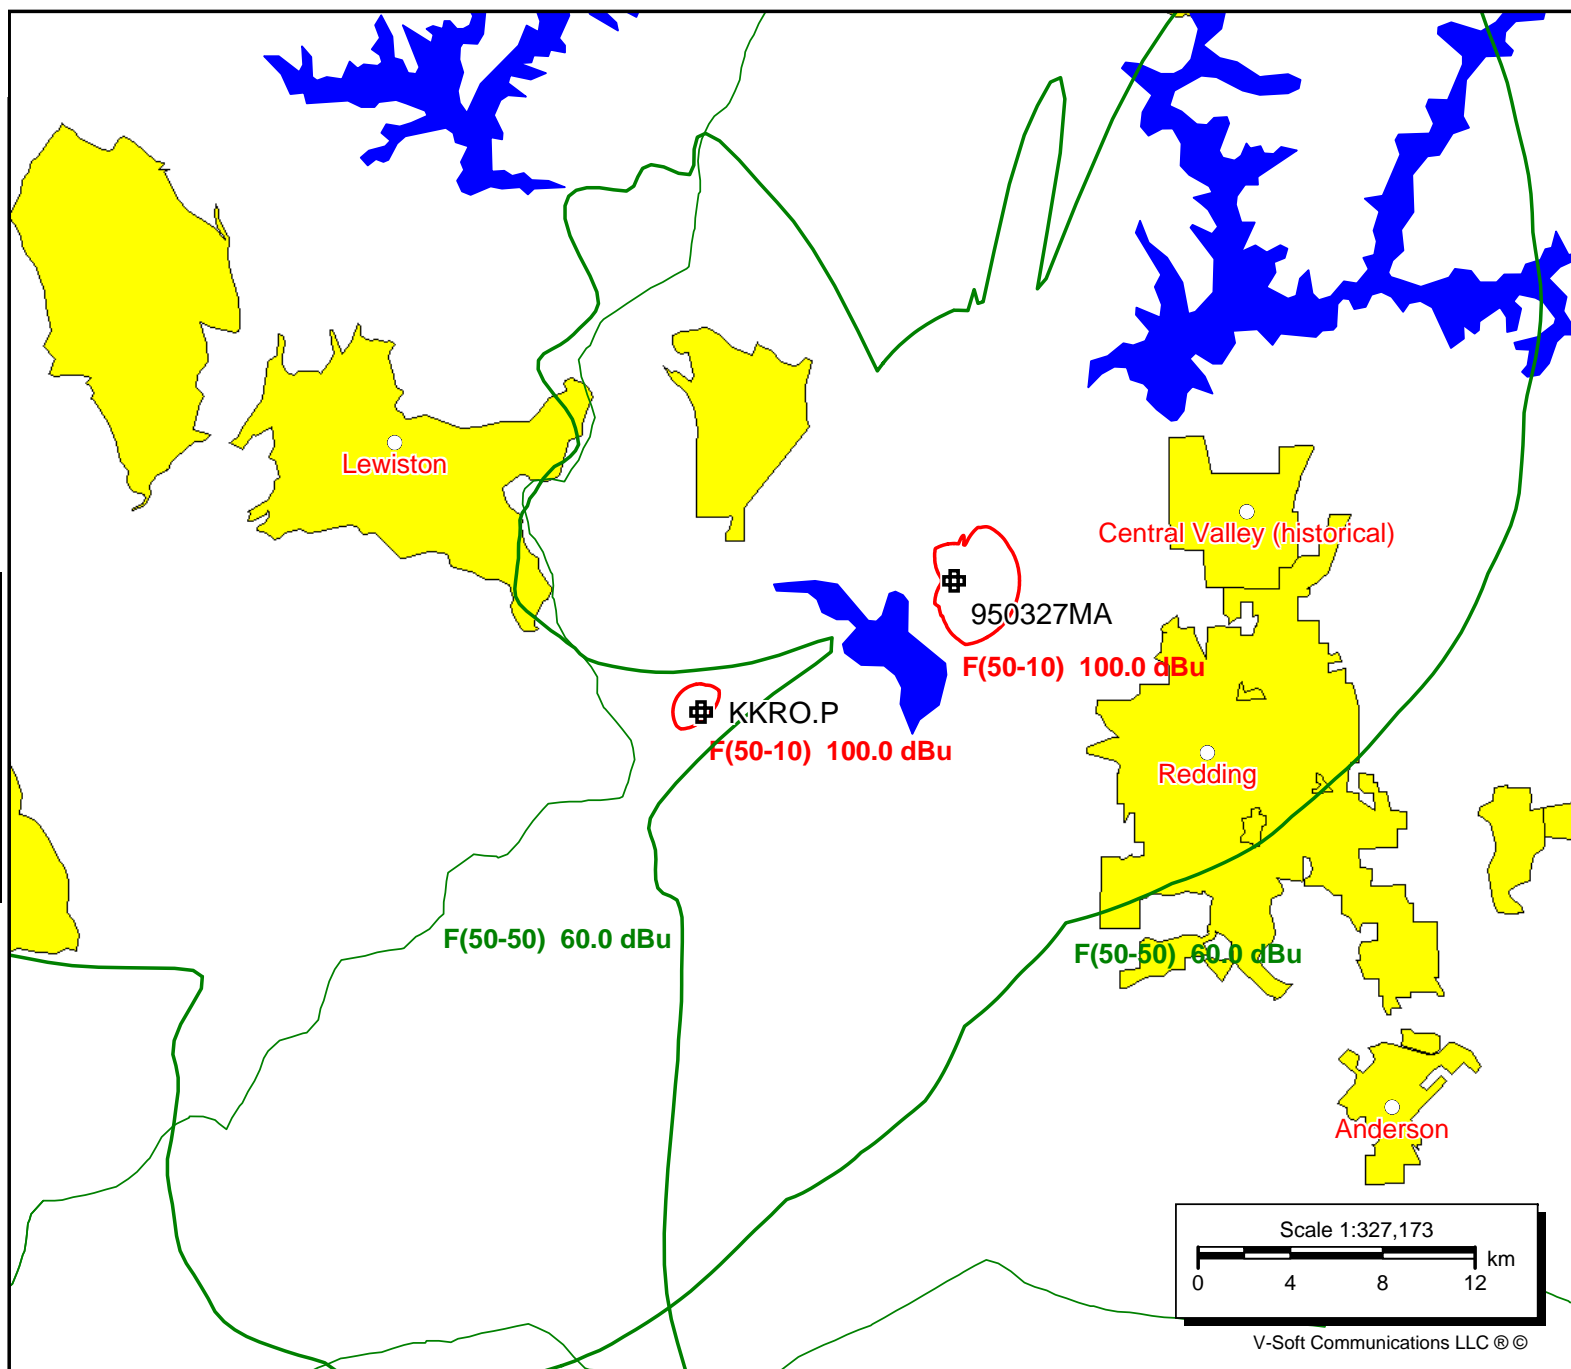 Lewiston
Central Valley (historical)
950327MA
F(50-10) 100.0 dBu
KKRO.P
F(50-10) 100.0 dBu
Redding
F(50-50) 60.0 dBu
F(50-50) 60.0 dBu
Anderson
Scale 1:327,173
km
0 4 8 12
V-Soft Communications LLC ® ©